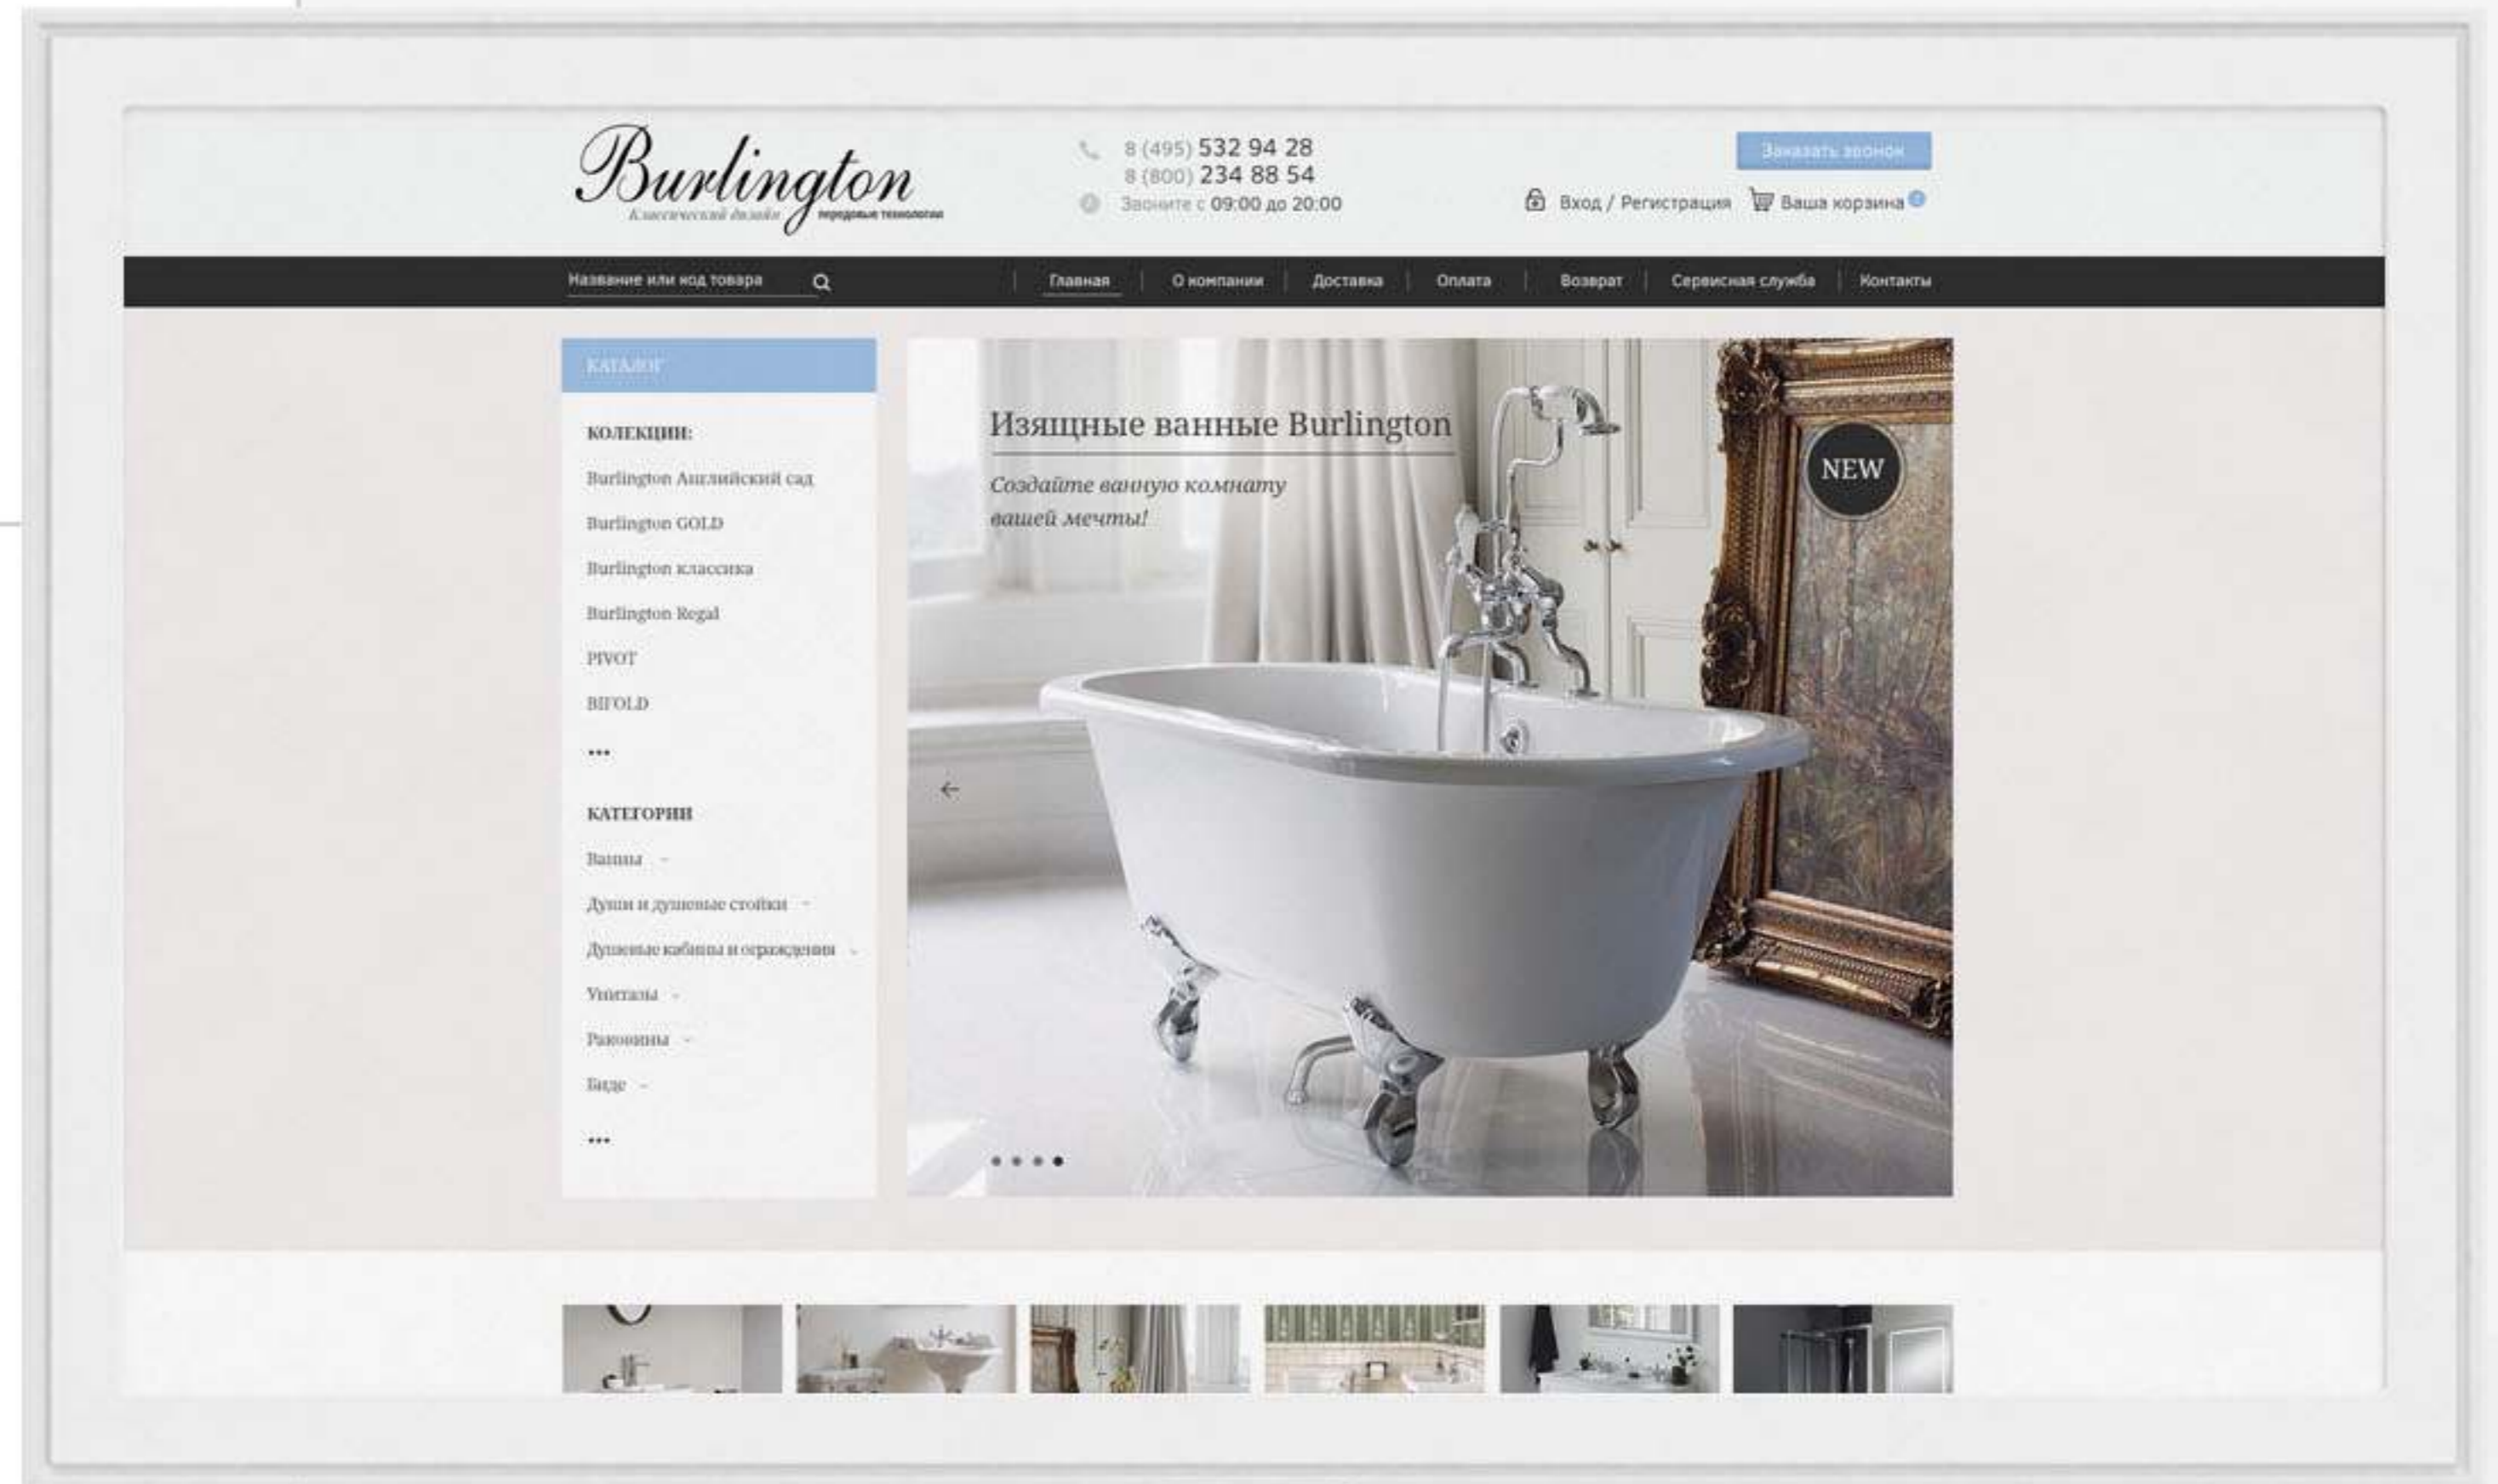 Burlington
Классический дизайн передовые технологии
8 (495) 532 94 28
8 (800) 234 88 54
Звоните с 09:00 до 20:00
Заказать звонок
Вход / Регистрация Ваша корзина
Название или код товара
Главная О компании Доставка Оплата Возврат Сервисная служба Контакты
КАТАЛОГ
КОЛЕКЦИИ:
Burlington Английский сад
Burlington GOLD
Burlington классика
Burlington Regal
PIVOT
BIFOLD
...
КАТЕГОРИИ
Ванны
Души и душевые стойки
Душевые кабины и ограждения
Унитазы
Раковины
Биде
...
Изящные ванные Burlington
Создайте ванную комнату
вашей мечты!
NEW